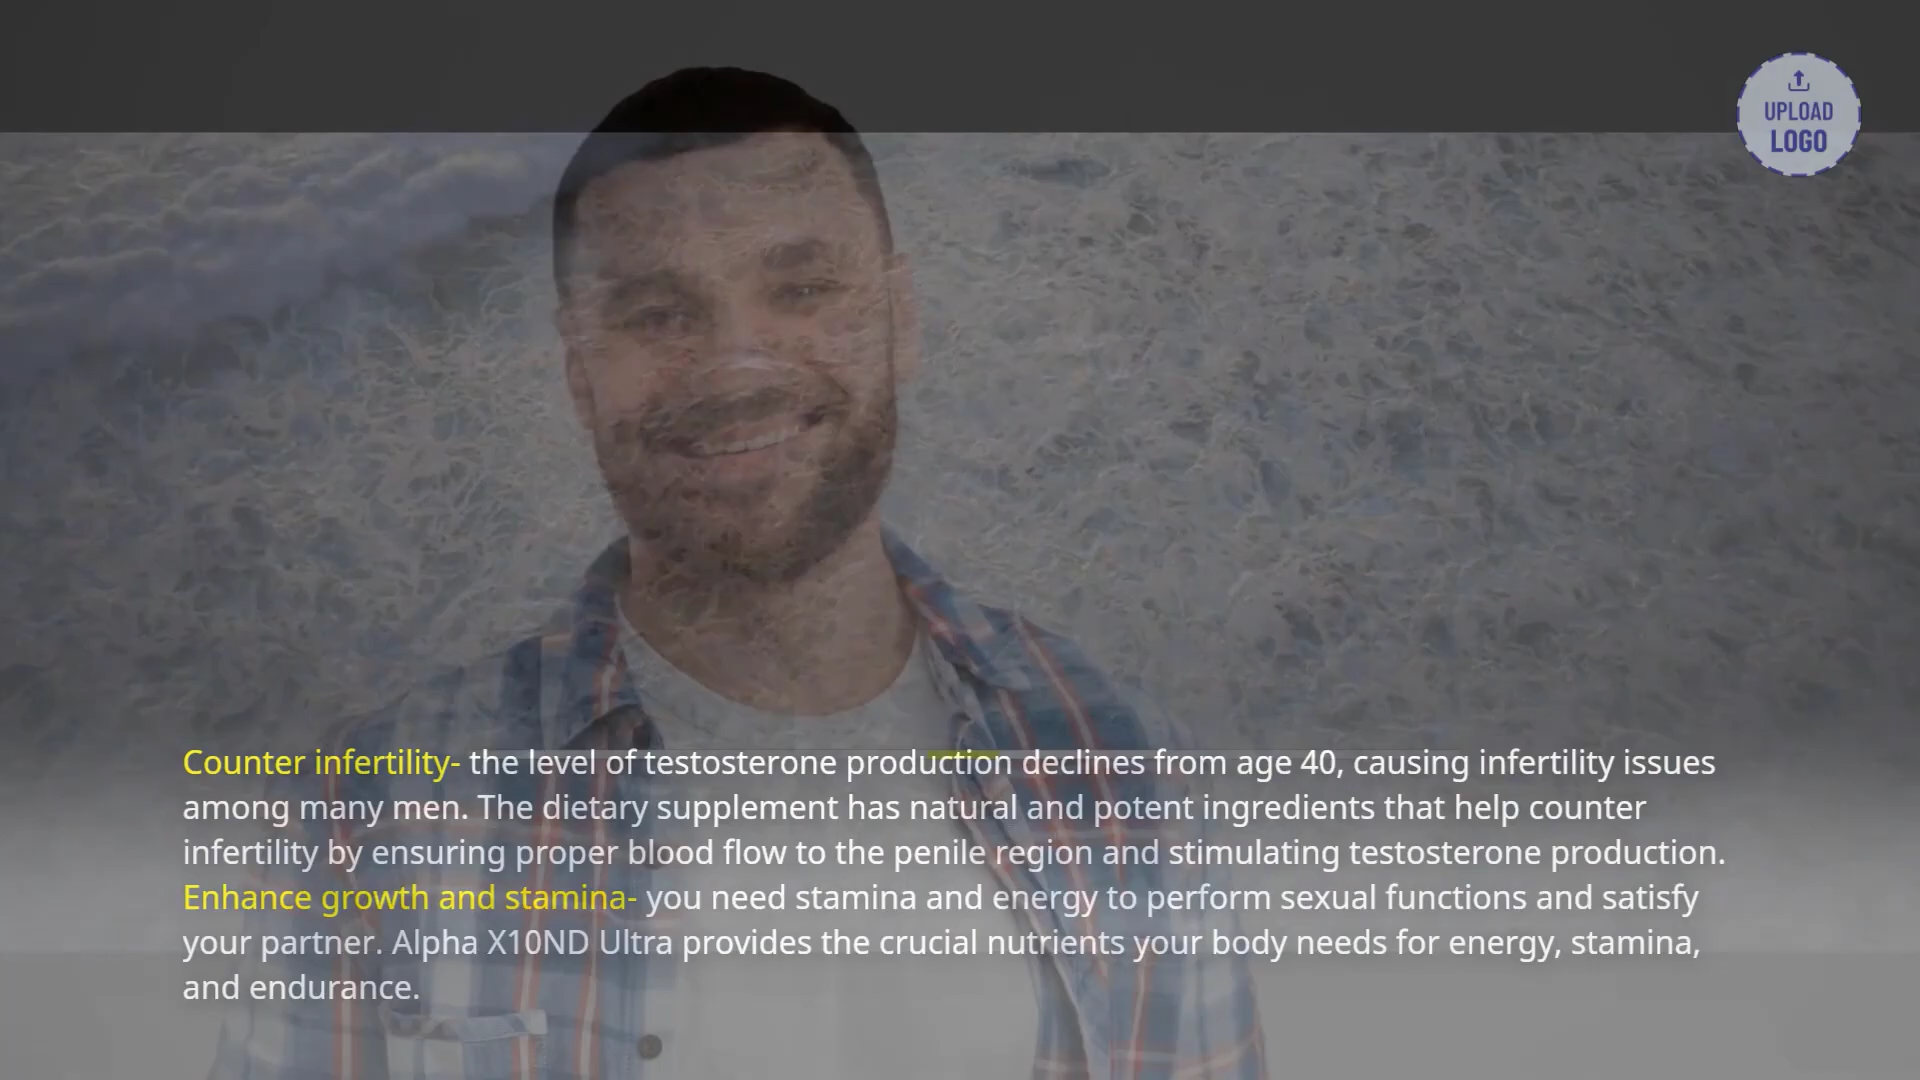 UPLOAD
LOGO
Counter infertility- the level of testosterone production declines from age 40, causing infertility issues
among many men. The dietary supplement has natural and potent ingredients that help counter
infertility by ensuring proper blood flow to the penile region and stimulating testosterone production.
Enhance growth and stamina- you need stamina and energy to perform sexual functions and satisfy
your partner. Alpha X10ND Ultra provides the crucial nutrients your body needs for energy, stamina,
and endurance.